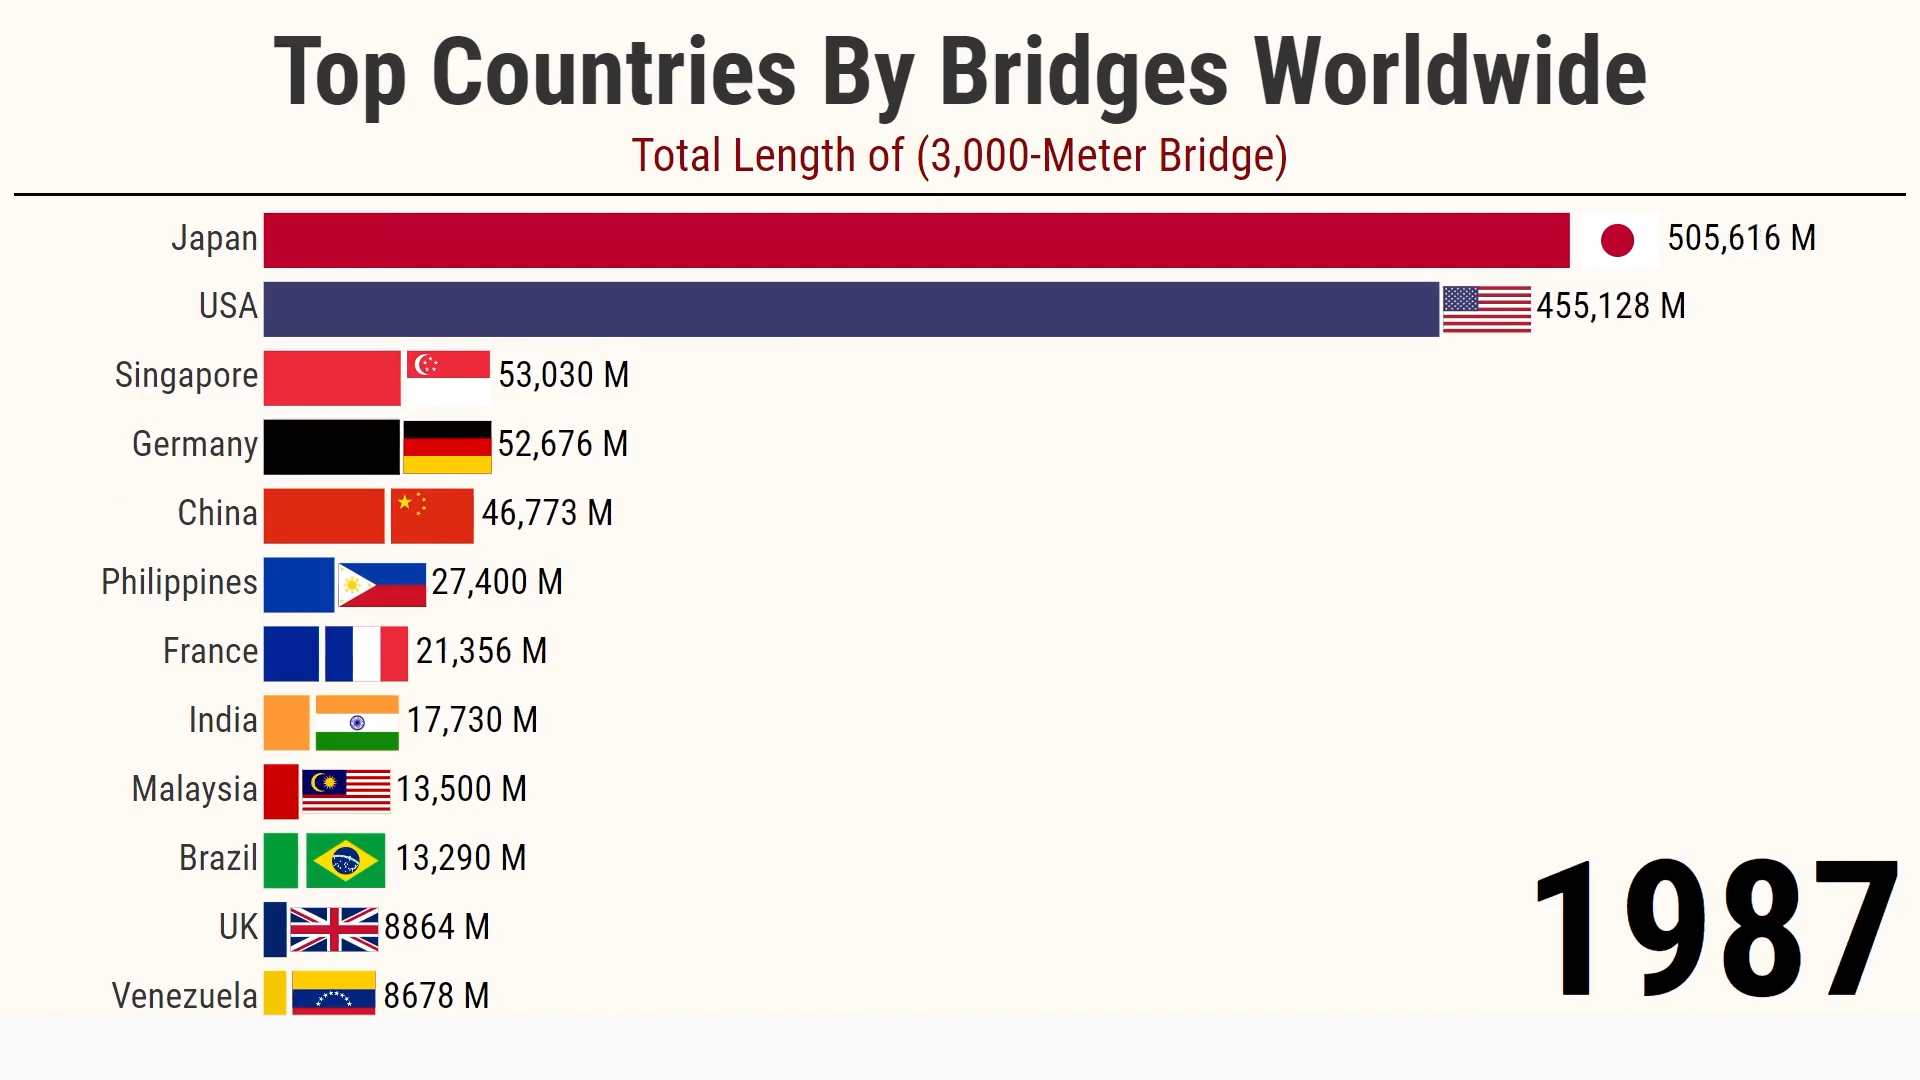 Top Countries By Bridges Worldwide
Total Length of (3,000-Meter Bridge)
Japan 505,616 M
USA 455,128 M
Singapore 53,030 M
Germany 52,676 M
China 46,773 M
Philippines 27,400 M
France 21,356 M
India 17,730 M
Malaysia 13,500 M
Brazil 13,290 M
UK 8864 M
Venezuela 8678 M
1987